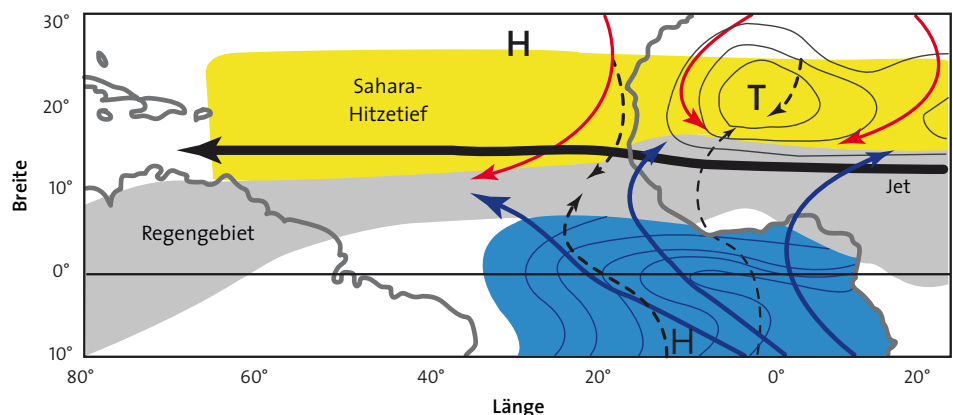 30°
H
Sahara-
Hitzetief
T
20°
Breite
10°
Jet
Regengebiet
0°
H
10°
80°
60°
40°
20°
0°
20°
Länge